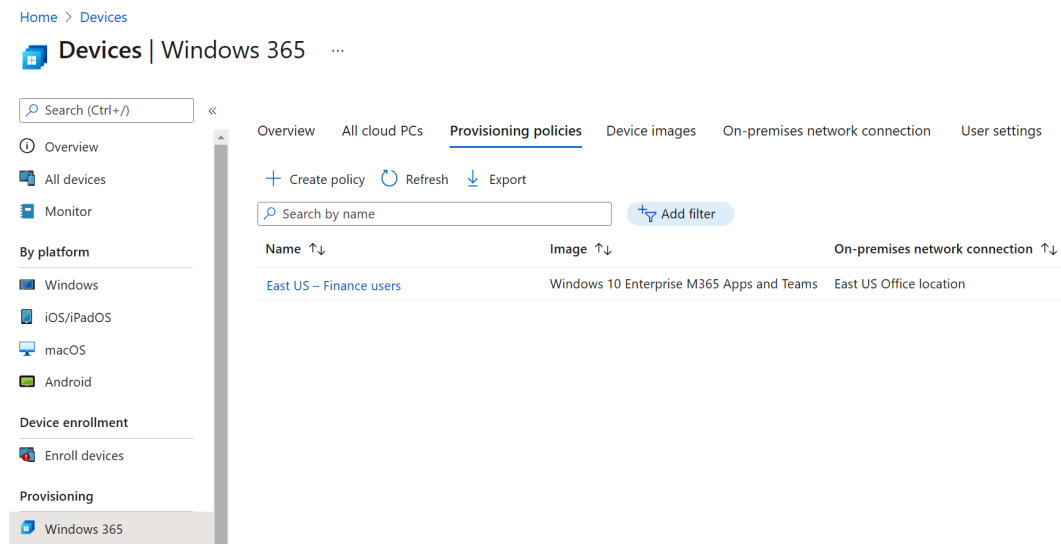 Home > Devices
Devices | Windows 365 ...
Search (Ctrl+/)
Overview
All devices
Monitor
By platform
Windows
iOS/iPadOS
macOS
Android
Device enrollment
Enroll devices
Provisioning
Windows 365
Overview All cloud PCs Provisioning policies Device images On-premises network connection User settings
Create policy Refresh Export
Search by name Add filter
Name Image On-premises network connection
East US – Finance users Windows 10 Enterprise M365 Apps and Teams East US Office location